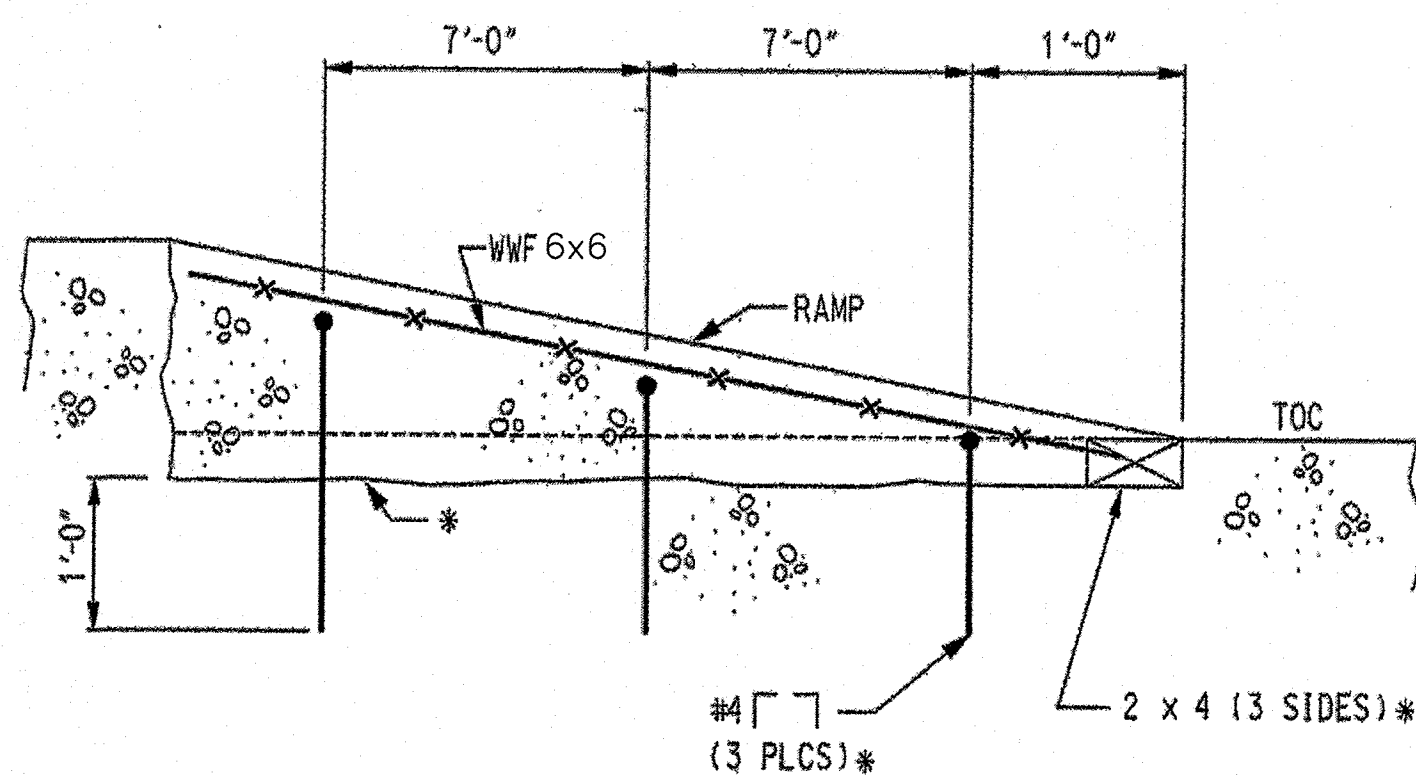 7'-0"
7'-0"
1'-0"
WWF 6x6
RAMP
TOC
*
1'-0"
#4
(3 PLCS)*
2 x 4 (3 SIDES)*